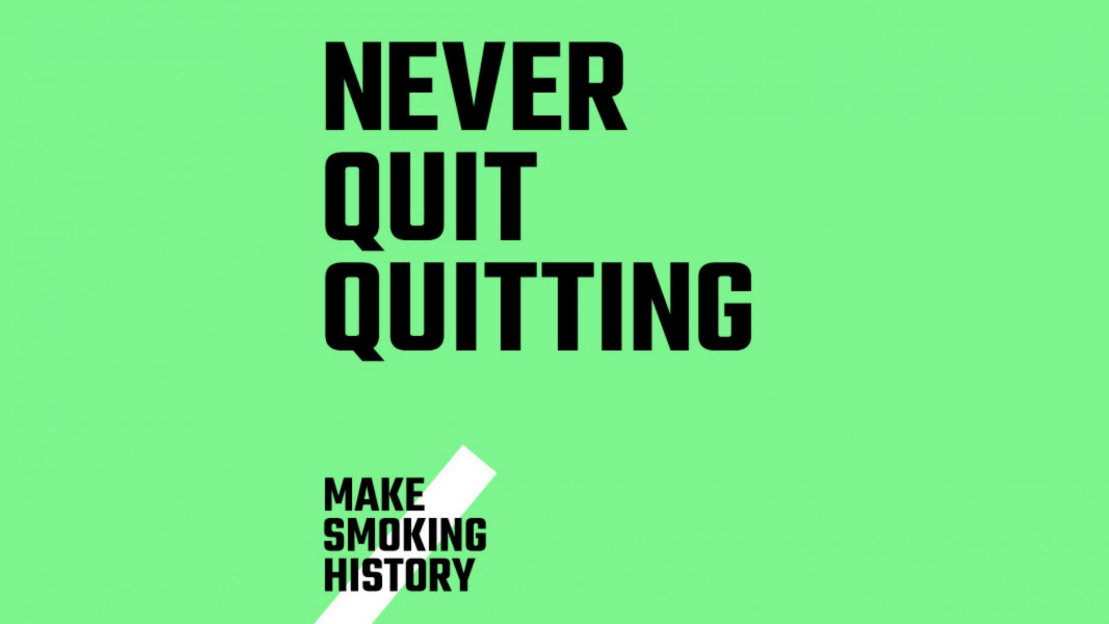 NEVER
QUIT
QUITTING
MAKE
SMOKING
HISTORY